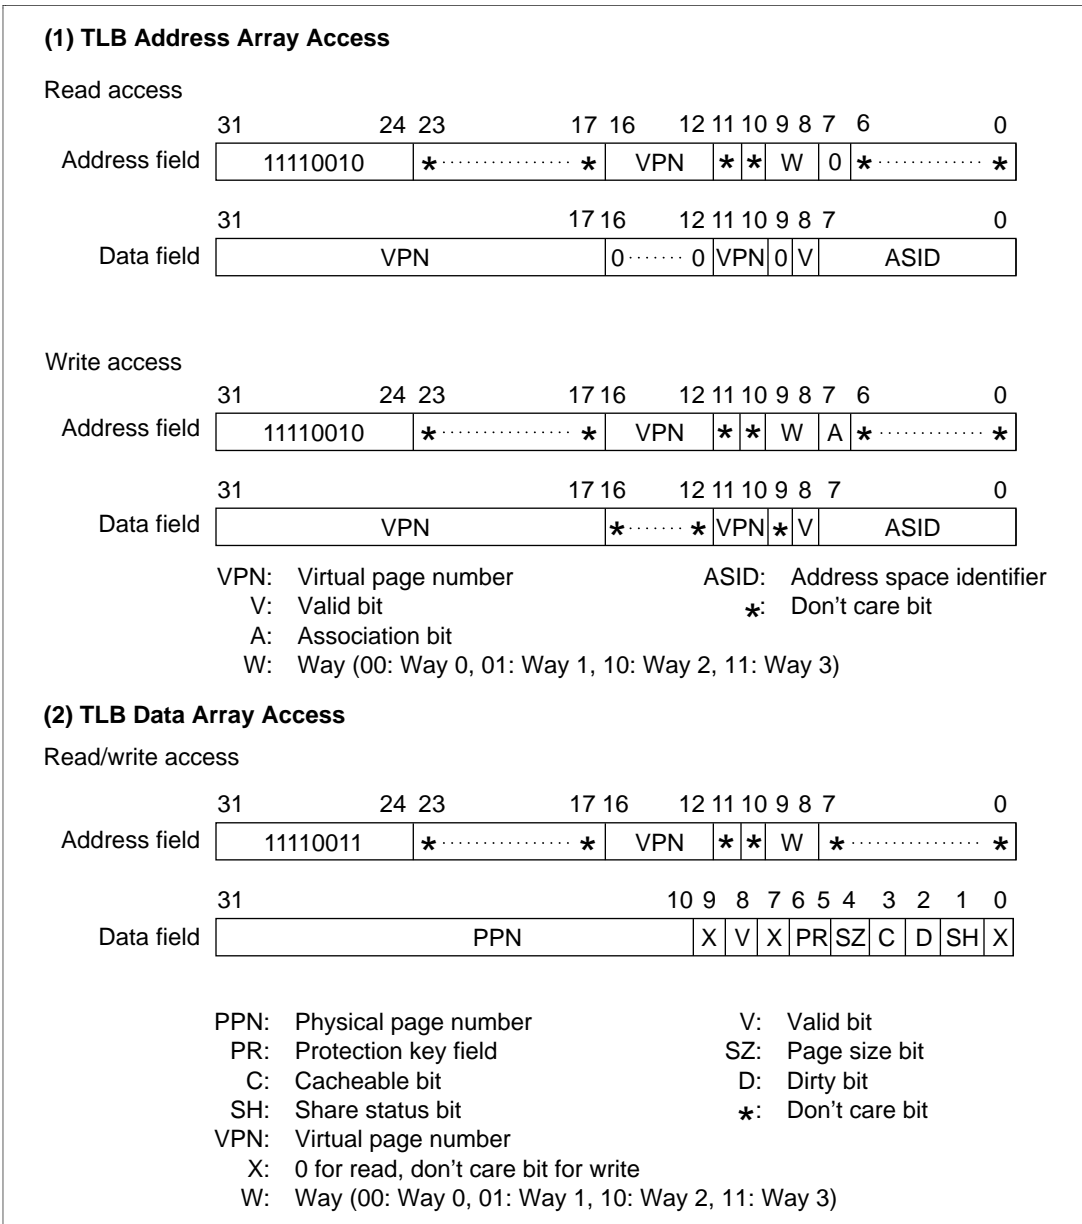 (1) TLB Address Array Access
Read access
31 24 23 17 16 12 11 10 9 8 7 6 0
Address field 11110010 *················* VPN * * W 0 *·············*
31 17 16 12 11 10 9 8 7 0
Data field VPN 0·······0 VPN 0 V ASID
Write access
31 24 23 17 16 12 11 10 9 8 7 6 0
Address field 11110010 *················* VPN * * W A *·············*
31 17 16 12 11 10 9 8 7 0
Data field VPN *·······* VPN * V ASID
VPN: Virtual page number ASID: Address space identifier
V: Valid bit *: Don't care bit
A: Association bit
W: Way (00: Way 0, 01: Way 1, 10: Way 2, 11: Way 3)
(2) TLB Data Array Access
Read/write access
31 24 23 17 16 12 11 10 9 8 7 0
Address field 11110011 *················* VPN * * W *················*
31 10 9 8 7 6 5 4 3 2 1 0
Data field PPN X V X PR SZ C D SH X
PPN: Physical page number V: Valid bit
PR: Protection key field SZ: Page size bit
C: Cacheable bit D: Dirty bit
SH: Share status bit *: Don't care bit
VPN: Virtual page number
X: 0 for read, don't care bit for write
W: Way (00: Way 0, 01: Way 1, 10: Way 2, 11: Way 3)